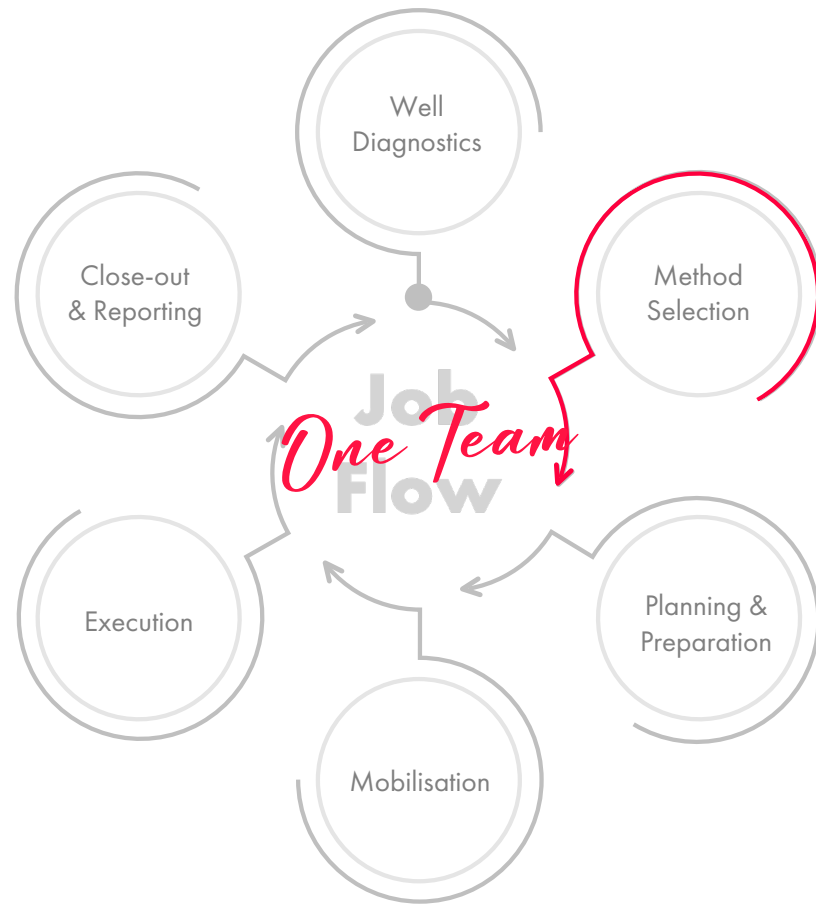 Well
Diagnostics
Method
Selection
Planning &
Preparation
Mobilisation
Execution
Close-out
& Reporting
Job
One Team
Flow